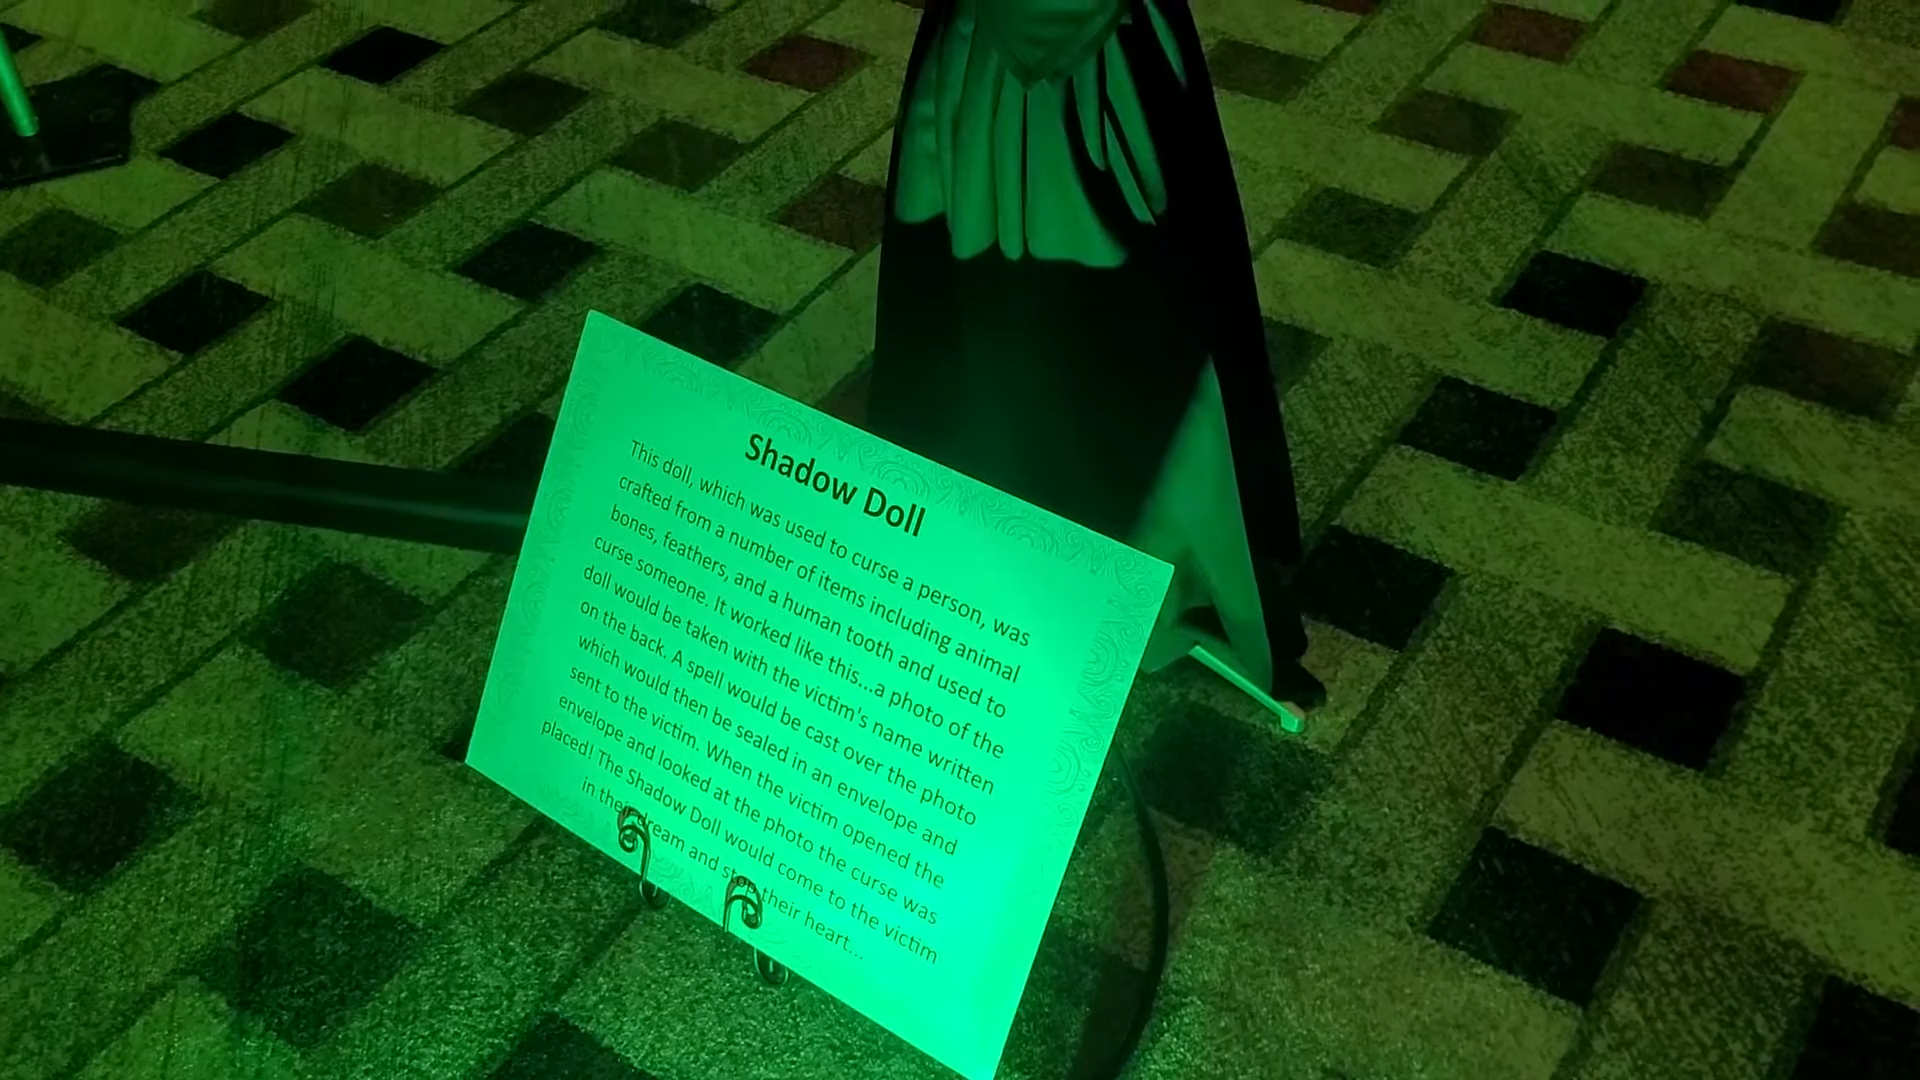 Shadow Doll
This doll, which was used to curse a person, was
crafted from a number of items including animal
bones, feathers, and a human tooth and used to
curse someone. It worked like this...a photo of the
doll would be taken with the victim's name written
on the back. A spell would be cast over the photo
which would then be sealed in an envelope and
sent to the victim. When the victim opened the
envelope and looked at the photo the curse was
placed! The Shadow Doll would come to the victim
in their dream and stop their heart...